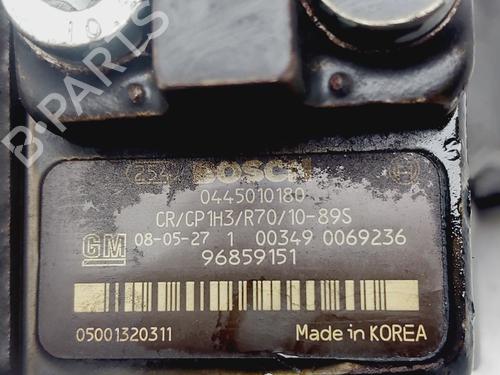 10
B-PARTS
254 BOSCH
0445010180
CR/CP1H3/R70/10-89S
GM 08-05-27 1 00349 0069236
96859151
05001320311 Made in KOREA